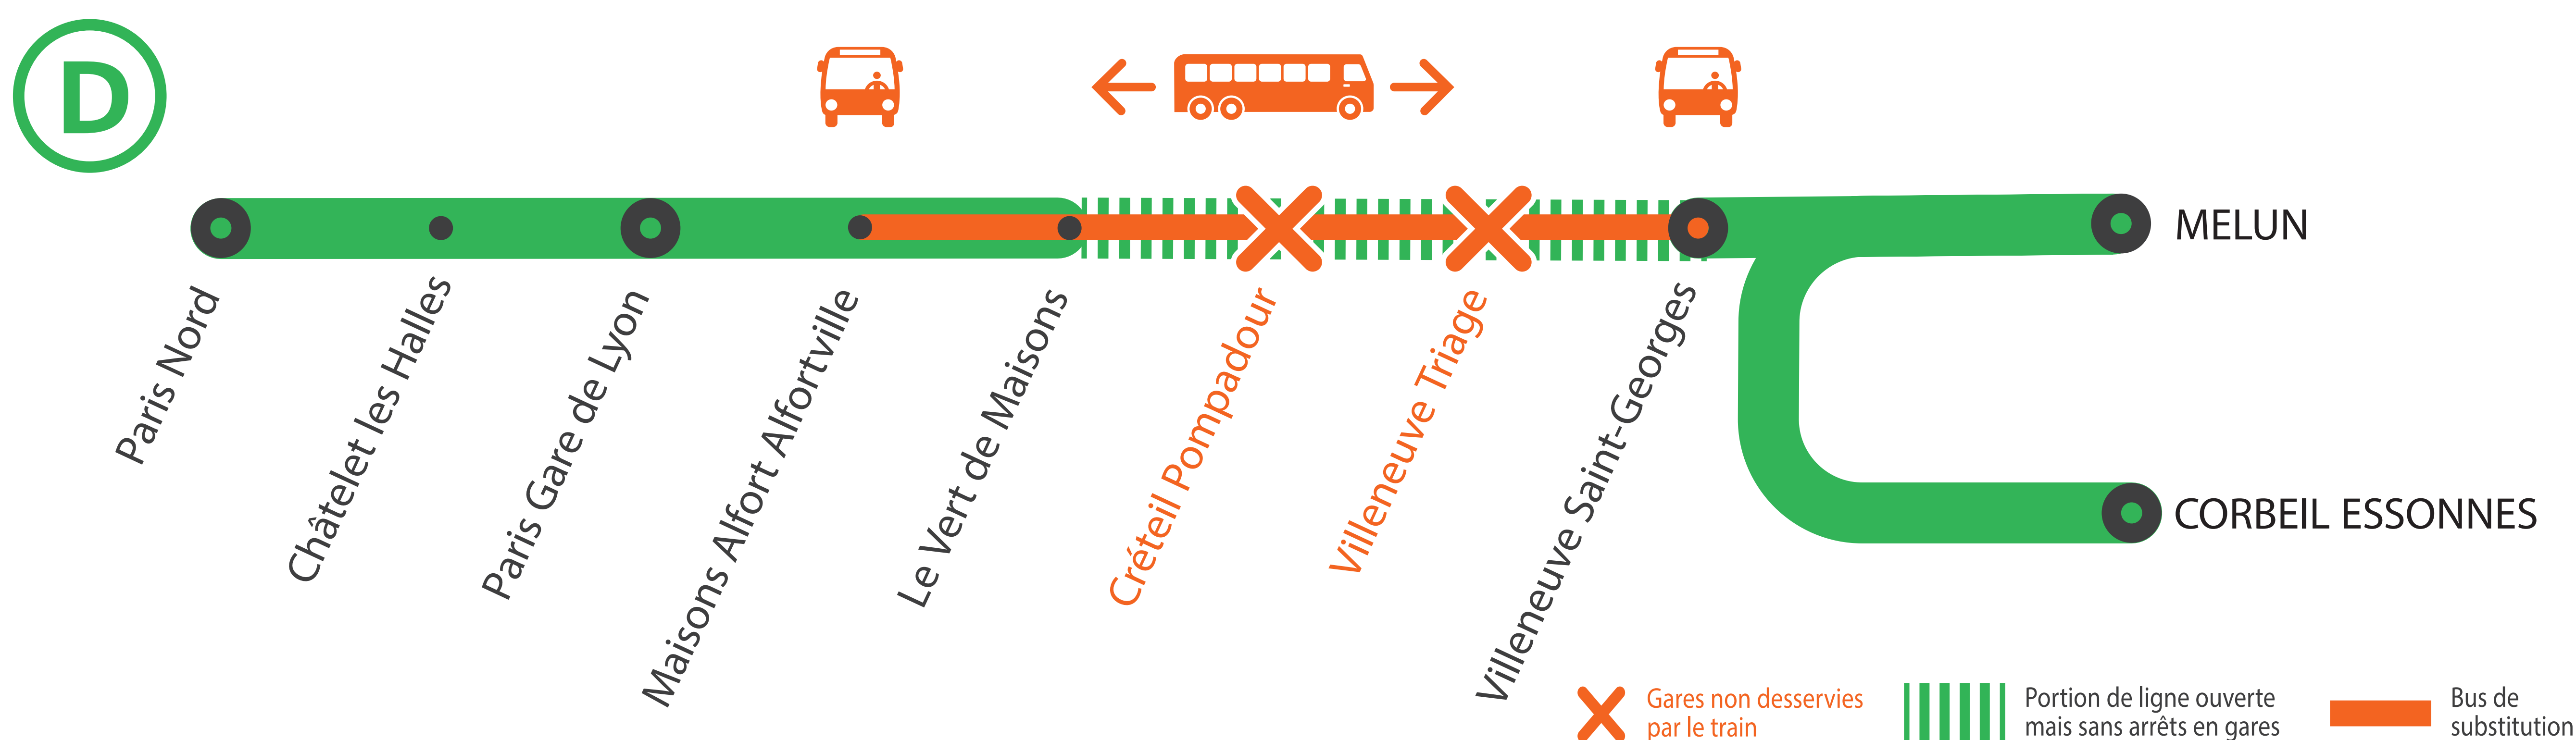 D
Paris Nord
Châtelet les Halles
Paris Gare de Lyon
Maisons Alfort Alfortville
Le Vert de Maisons
Créteil Pompadour
Villeneuve Triage
Villeneuve Saint-Georges
MELUN
CORBEIL ESSONNES
Gares non desservies
par le train
Portion de ligne ouverte
mais sans arrêts en gares
Bus de
substitution